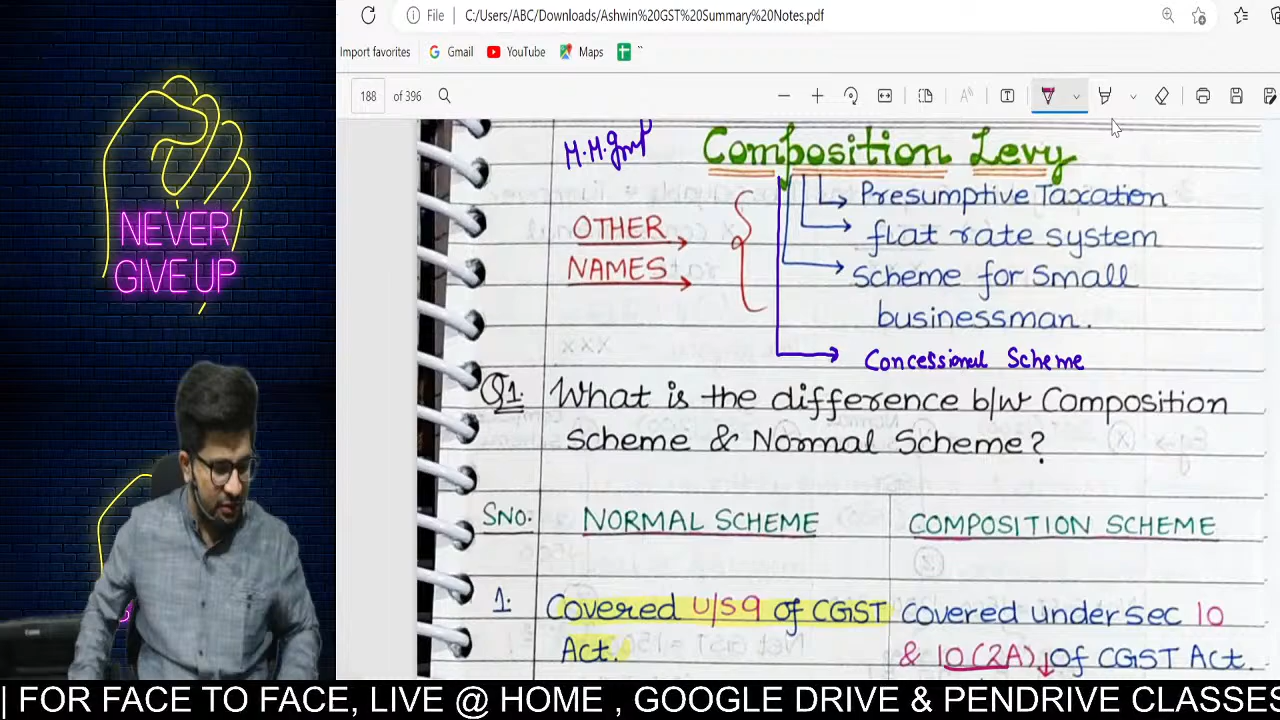 File
C:/Users/ABC/Downloads/Ashwin%20GST%20Summary%20Notes.pdf
Import favorites
Gmail
YouTube
Maps
188 of 396
NEVER
GIVE UP
Composition Levy
OTHER
NAMES
Presumptive Taxation
flat rate system
Scheme for Small
businessman.
Concessional Scheme
Q1. What is the difference b/w Composition
Scheme & Normal Scheme?
SNO. NORMAL SCHEME COMPOSITION SCHEME
1. Covered U/S 9 of CGST
Act.
Covered under sec 10
& 10(2A) of CGST Act.
| FOR FACE TO FACE, LIVE @ HOME , GOOGLE DRIVE & PENDRIVE CLASSES